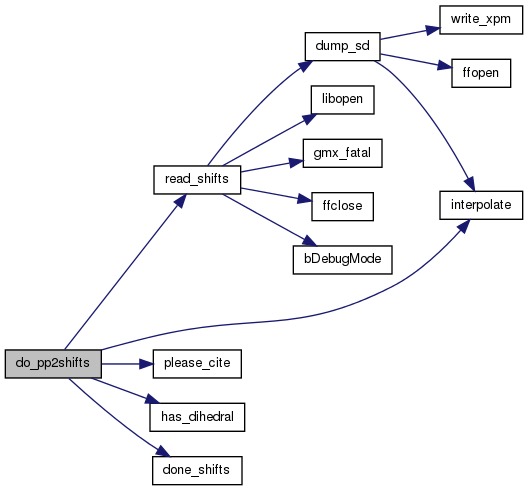 write_xpm
dump_sd
ffopen
libopen
gmx_fatal
read_shifts
ffclose
interpolate
bDebugMode
do_pp2shifts
please_cite
has_dihedral
done_shifts